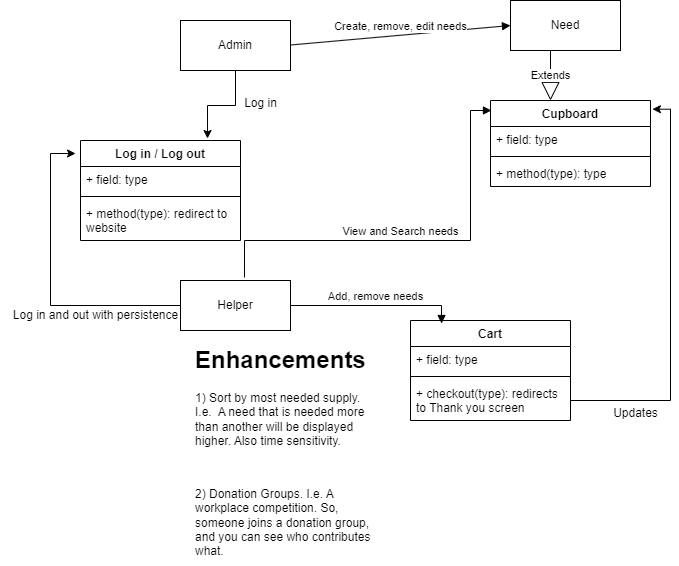 Create, remove, edit needs
Need
Admin
Extends
Log in
Cupboard
+ field: type
+ method(type): type
Log in / Log out
+ field: type
+ method(type): redirect to
website
View and Search needs
Helper
Add, remove needs
Log in and out with persistence
Cart
+ field: type
+ checkout(type): redirects
to Thank you screen
Updates
Enhancements
1) Sort by most needed supply.
I.e.  A need that is needed more
than another will be displayed
higher. Also time sensitivity.
2) Donation Groups. I.e. A
workplace competition. So,
someone joins a donation group,
and you can see who contributes
what.